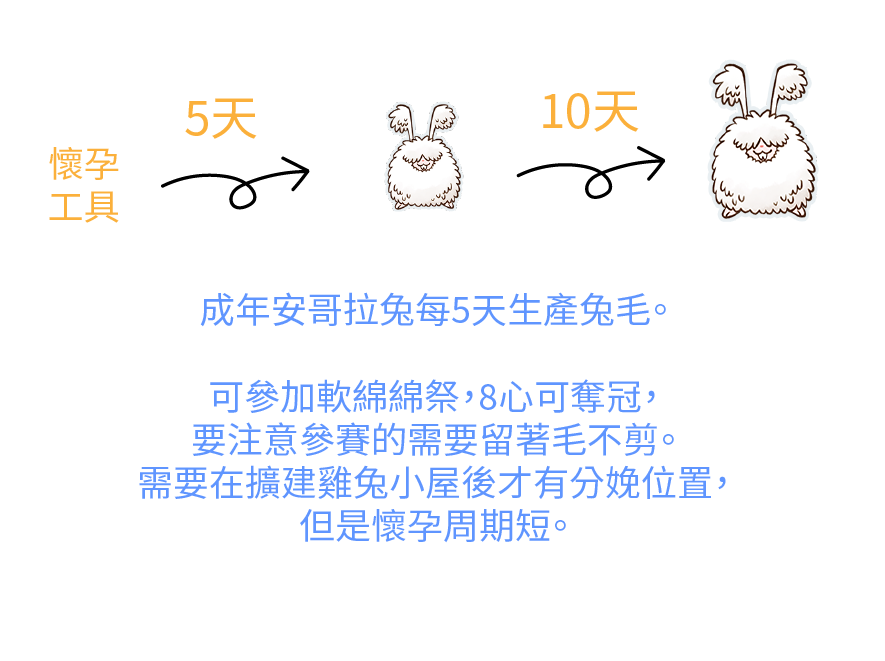 懷孕
工具
5天
10天
成年安哥拉兔每5天生產兔毛。
可參加軟綿綿祭，8心可奪冠，
要注意參賽的需要留著毛不剪。
需要在擴建雞兔小屋後才有分娩位置，
但是懷孕周期短。